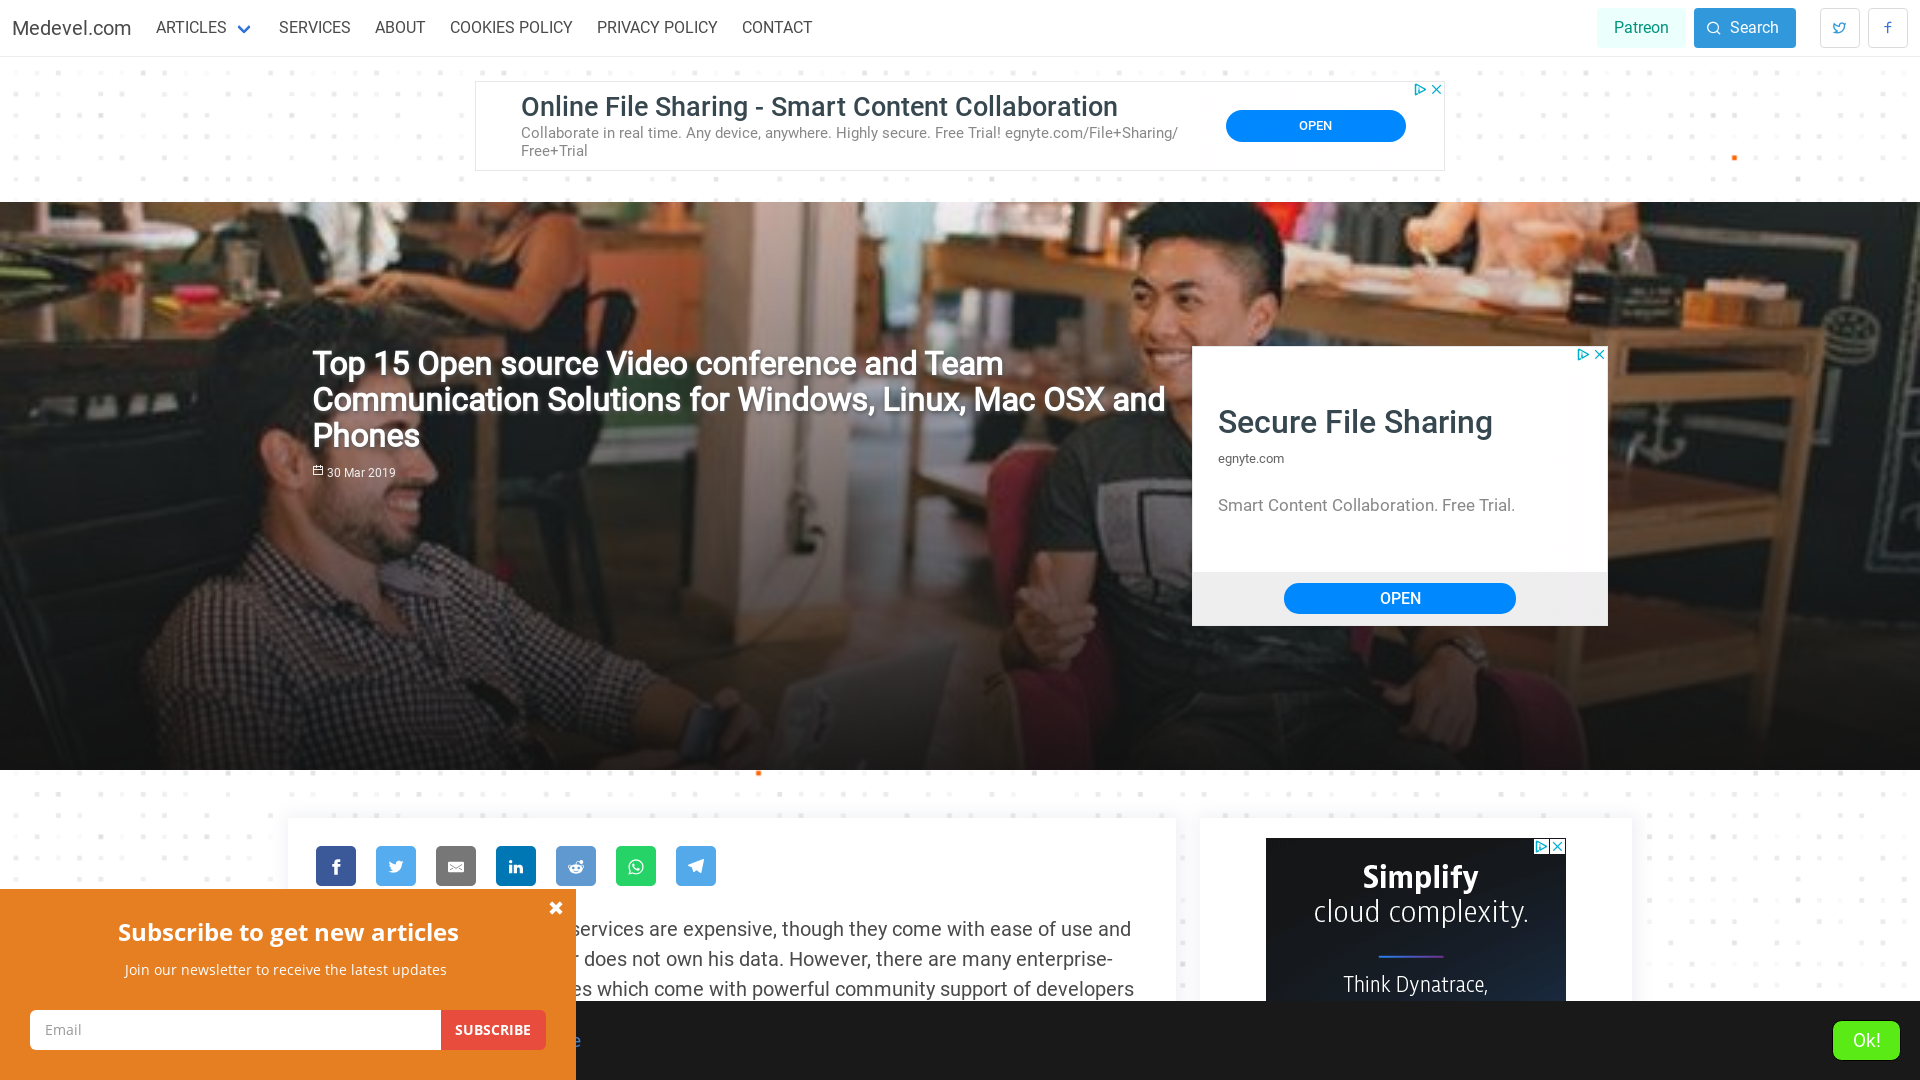 Medevel.com
ARTICLES
SERVICES
ABOUT
COOKIES POLICY
PRIVACY POLICY
CONTACT
Patreon
Search
Online File Sharing - Smart Content Collaboration
Collaborate in real time. Any device, anywhere. Highly secure. Free Trial! egnyte.com/File+Sharing/
Free+Trial
OPEN
Top 15 Open source Video conference and Team
Communication Solutions for Windows, Linux, Mac OSX and
Phones
30 Mar 2019
Secure File Sharing
egnyte.com
Smart Content Collaboration. Free Trial.
OPEN
Simplify
cloud complexity.
Think Dynatrace,
services are expensive, though they come with ease of use and
does not own his data. However, there are many enterprise-
which come with powerful community support of developers
Subscribe to get new articles
Join our newsletter to receive the latest updates
Email
SUBSCRIBE
Ok!